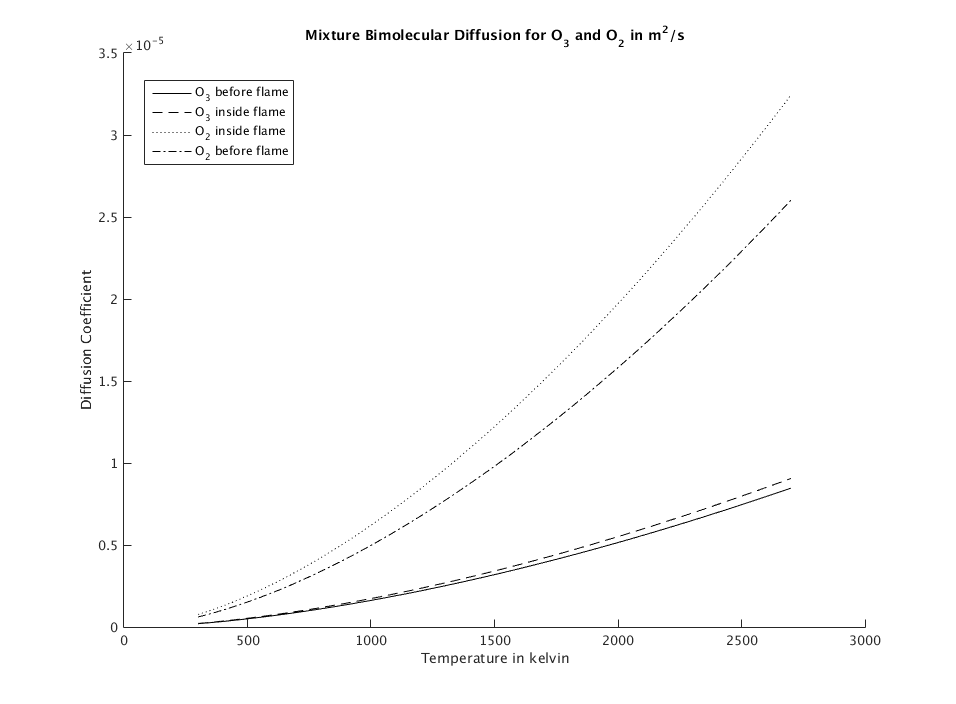 Mixture Bimolecular Diffusion for O₃ and O₂ in m²/s
×10⁻⁵
3.5
3
2.5
2
1.5
1
0.5
0
Diffusion Coefficient
O₃ before flame
O₃ inside flame
O₂ inside flame
O₂ before flame
0 500 1000 1500 2000 2500 3000
Temperature in kelvin